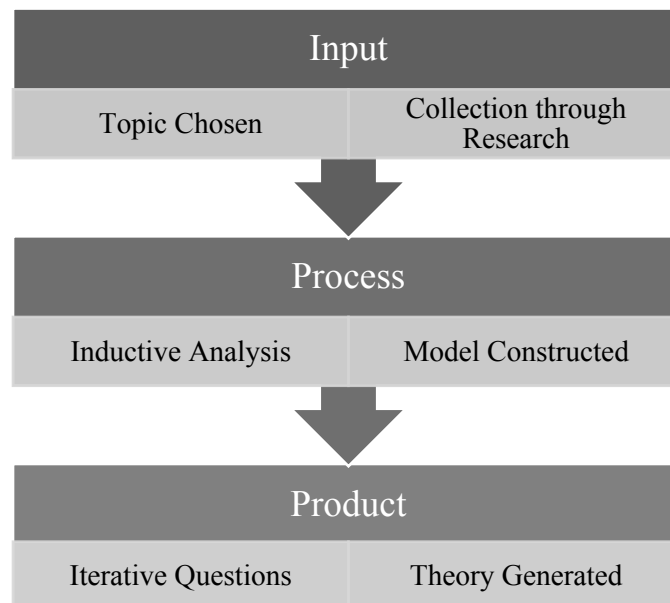 Input
Topic Chosen
Collection through
Research
Process
Inductive Analysis
Model Constructed
Product
Iterative Questions
Theory Generated